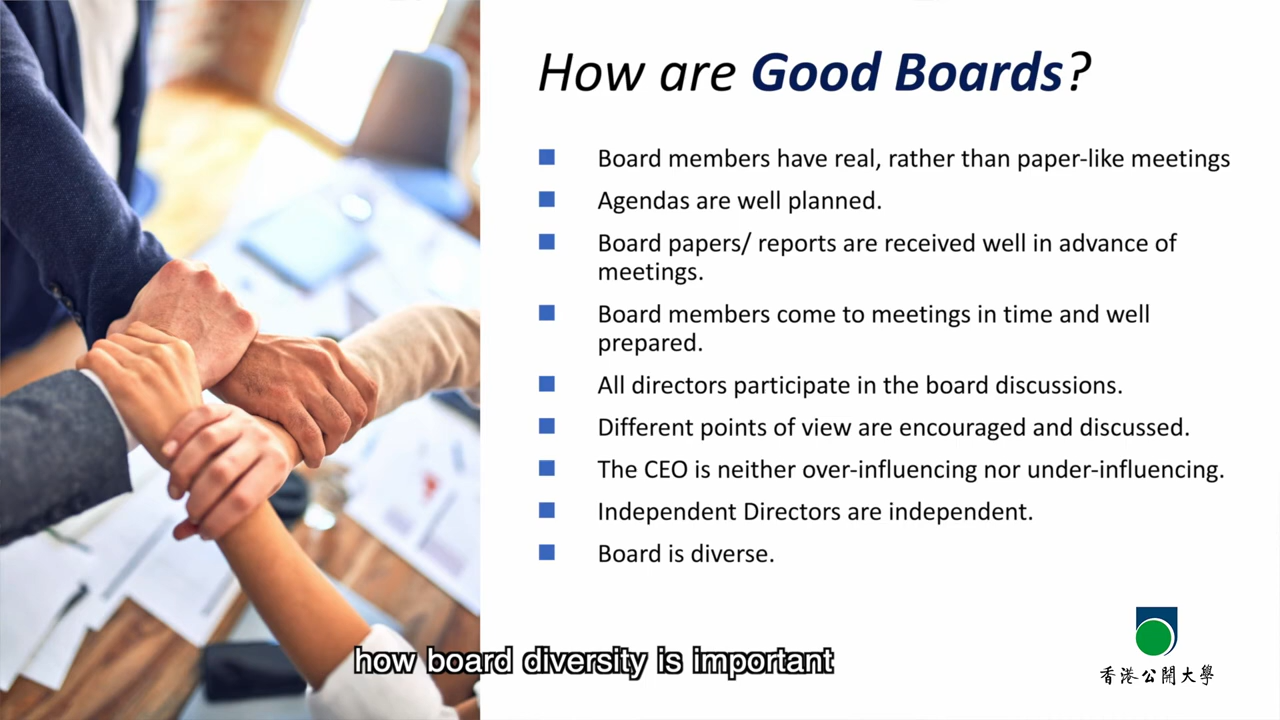 How are Good Boards?
Board members have real, rather than paper-like meetings
Agendas are well planned.
Board papers/ reports are received well in advance of
meetings.
Board members come to meetings in time and well
prepared.
All directors participate in the board discussions.
Different points of view are encouraged and discussed.
The CEO is neither over-influencing nor under-influencing.
Independent Directors are independent.
Board is diverse.
how board diversity is important
香港公開大學